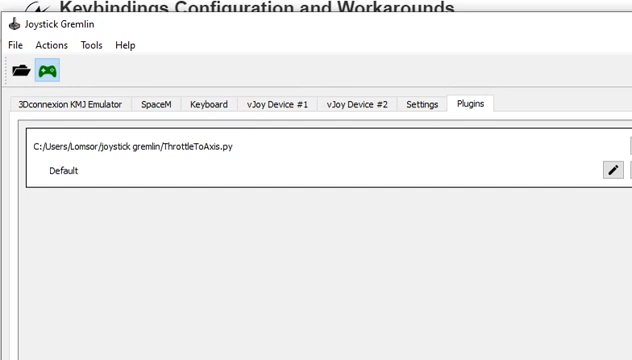 Keybindings Configuration and Workarounds
Joystick Gremlin
File Actions Tools Help
3Dconnexion KMJ Emulator SpaceM Keyboard vJoy Device #1 vJoy Device #2 Settings Plugins
C:/Users/Lomsor/joystick gremlin/ThrottleToAxis.py
Default